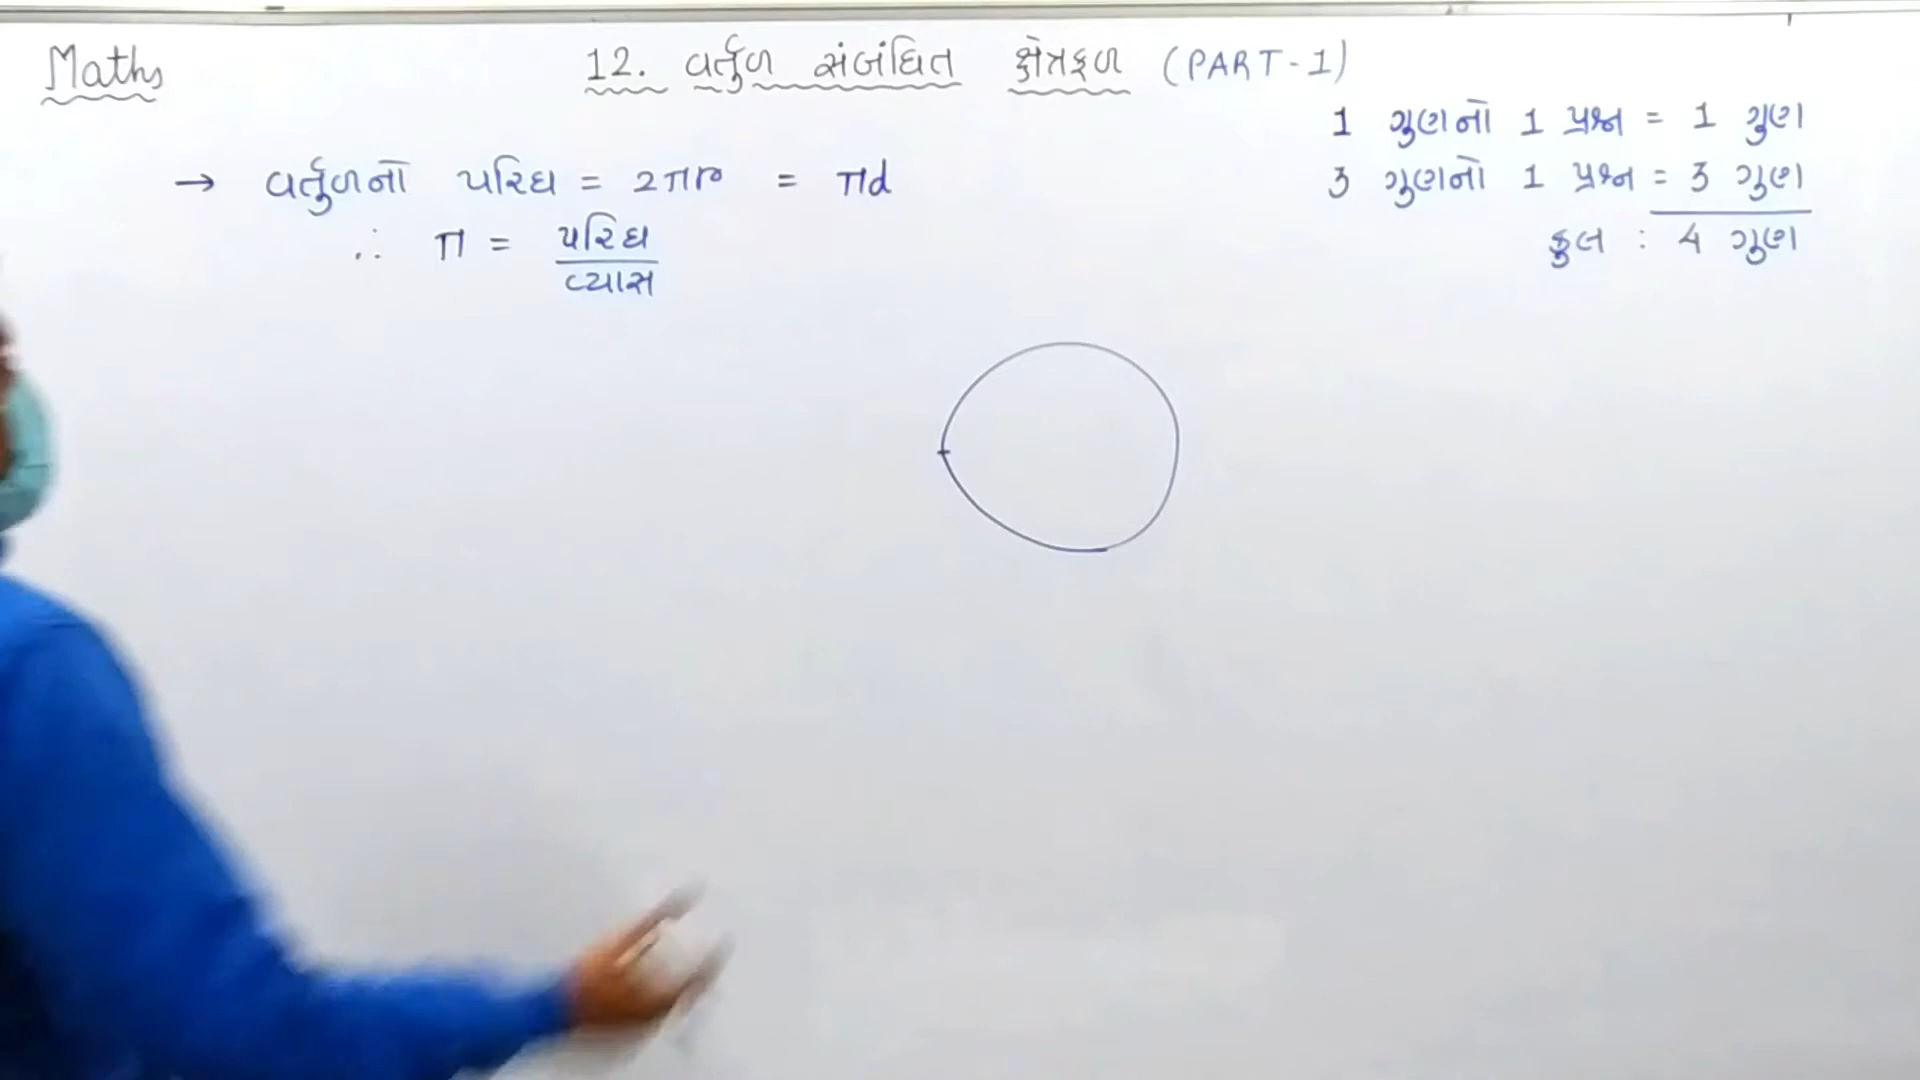 Maths
12. વર્તુળ સંબંધિત ક્ષેત્રફળ (PART-1)
1 ગુણનો 1 પ્રશ્ન = 1 ગુણ
3 ગુણનો 1 પ્રશ્ન = 3 ગુણ
કુલ : 4 ગુણ
→ વર્તુળનો પરિઘ = 2πr = πd
∴ π = પરિઘ
વ્યાસ